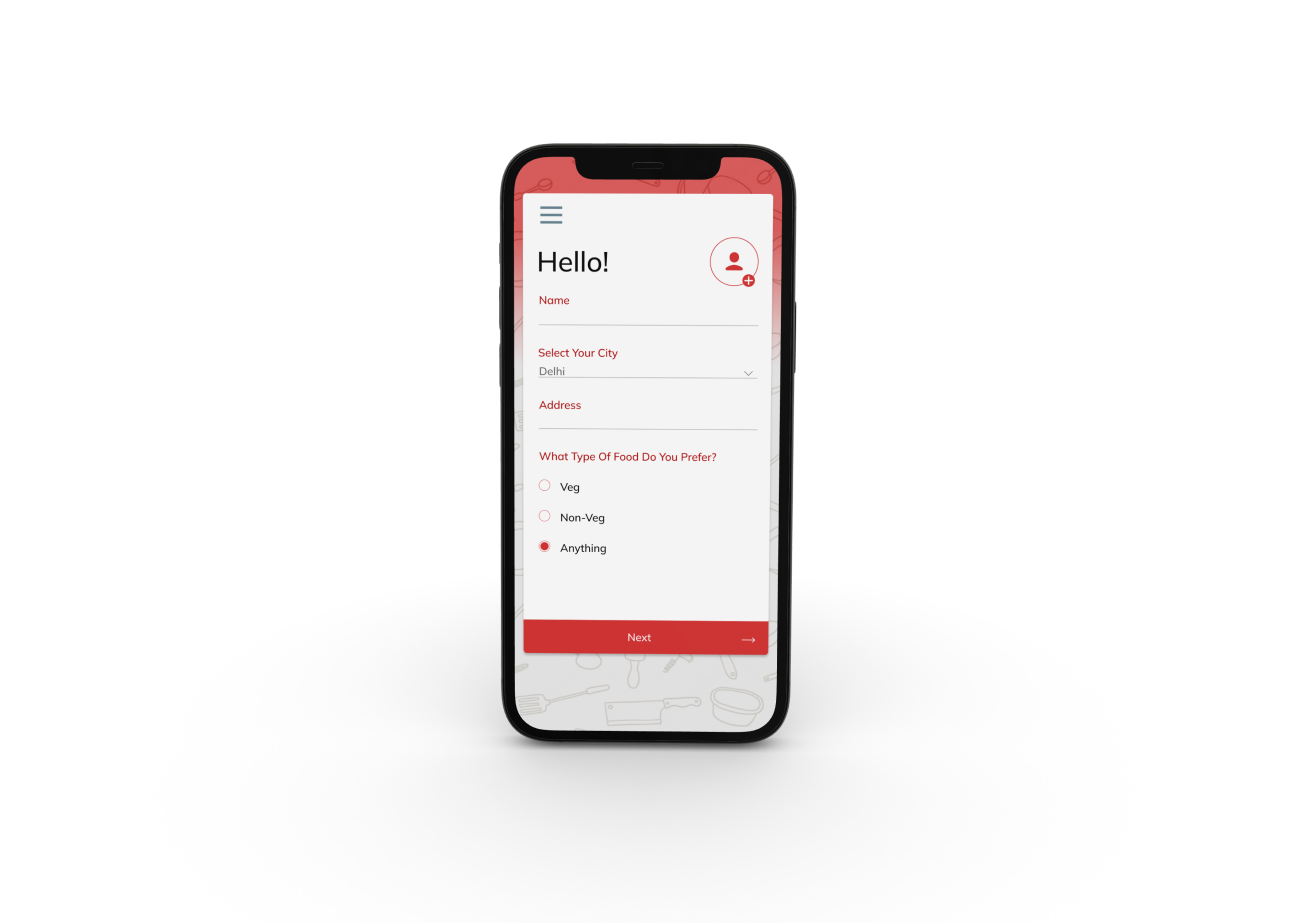 Hello!
Name
Select Your City
Delhi
Address
What Type Of Food Do You Prefer?
Veg
Non-Veg
Anything
Next